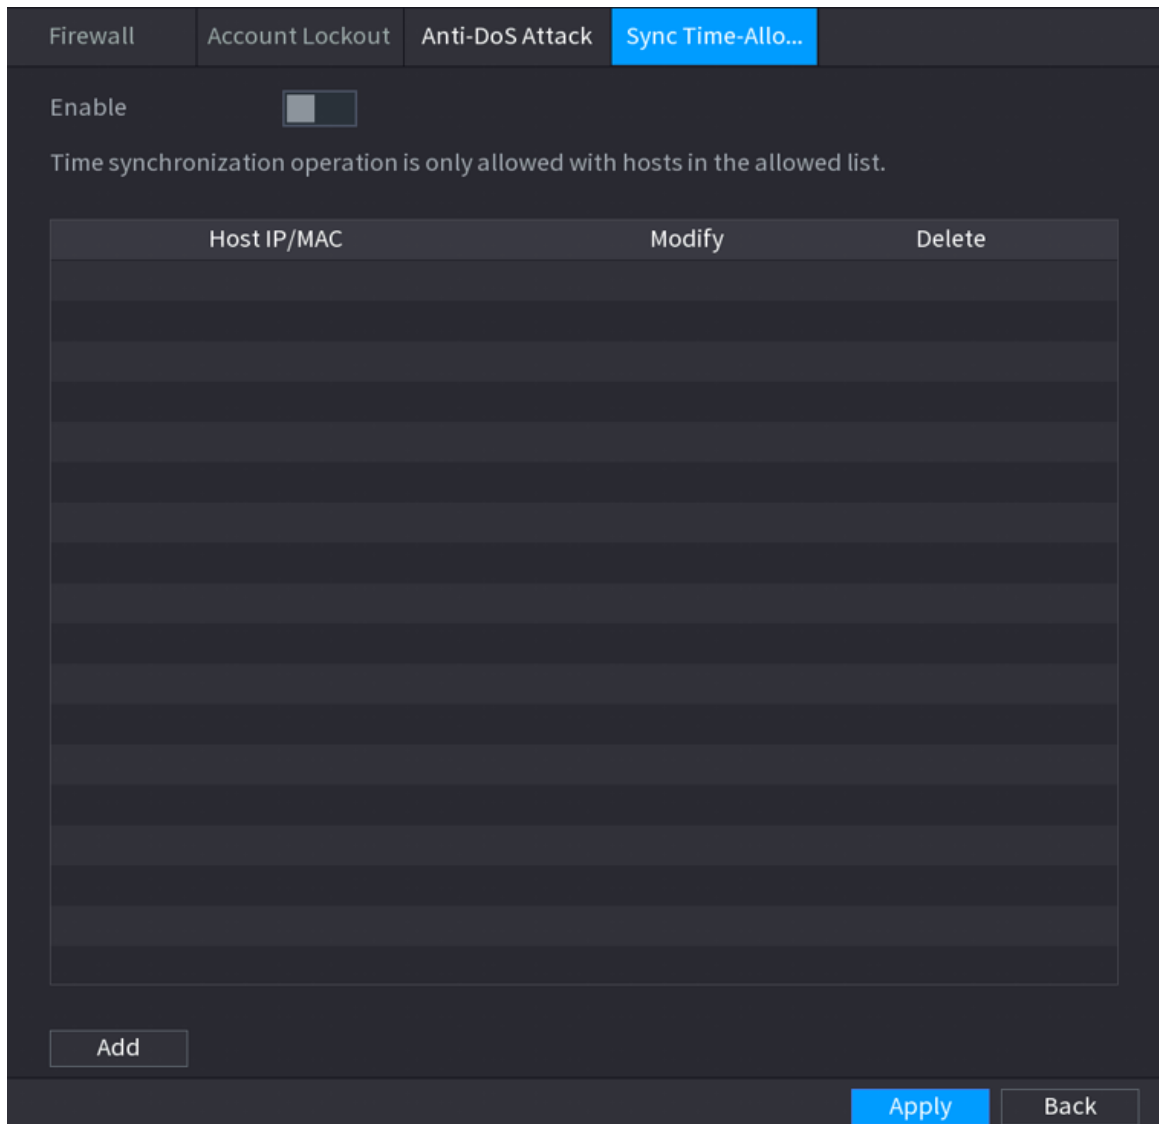 Firewall Account Lockout Anti-DoS Attack Sync Time-Allo...
Enable
Time synchronization operation is only allowed with hosts in the allowed list.
Host IP/MAC Modify Delete
Add
Apply Back